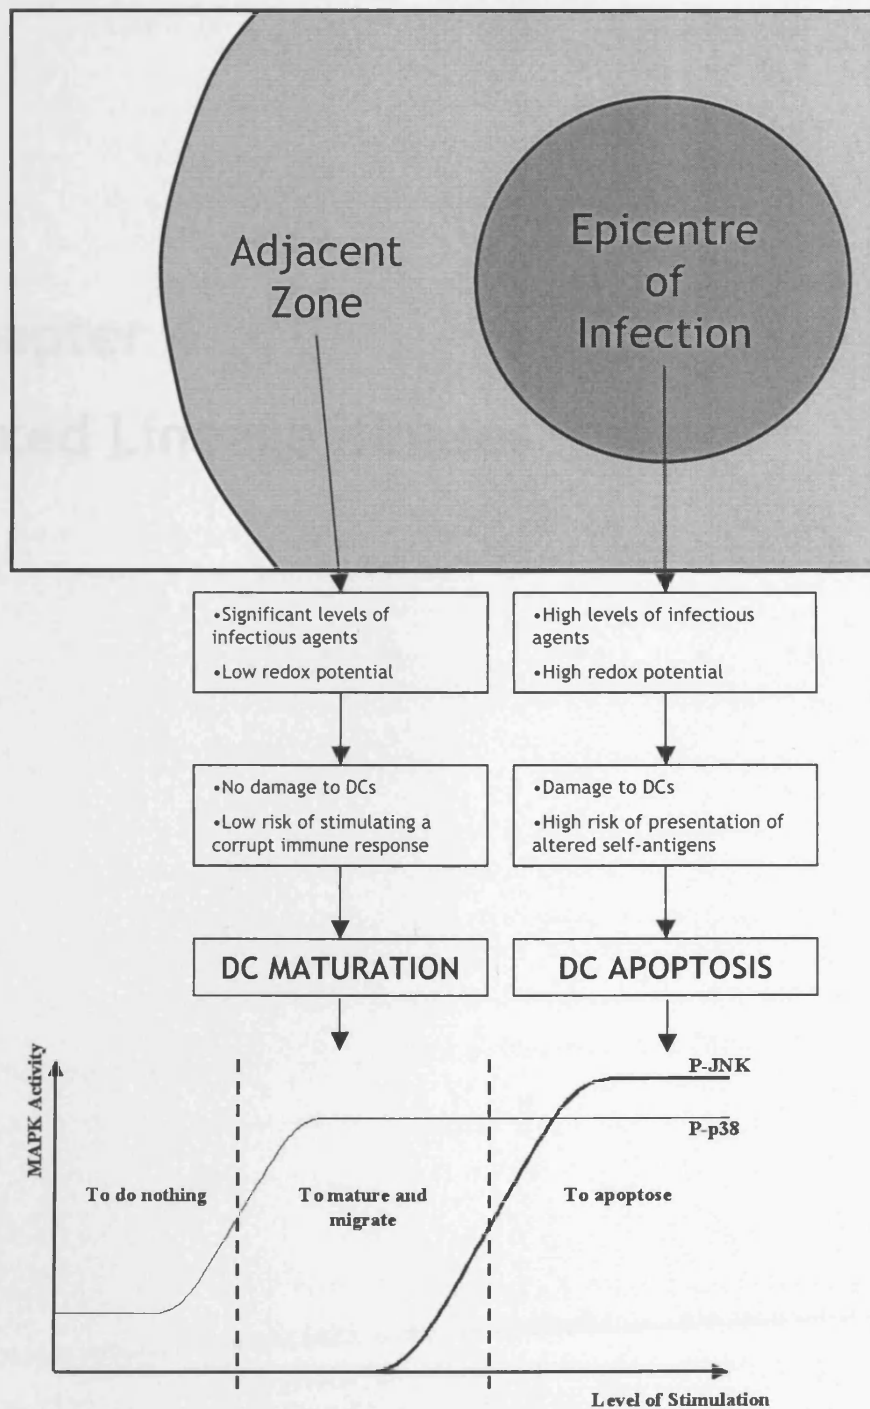 Adjacent
Zone
Epicentre
of
Infection
•Significant levels of
infectious agents
•Low redox potential
•High levels of infectious
agents
•High redox potential
•No damage to DCs
•Low risk of stimulating a
corrupt immune response
•Damage to DCs
•High risk of presentation of
altered self-antigens
DC MATURATION
DC APOPTOSIS
MAPK Activity
P-JNK
P-p38
To do nothing
To mature and
migrate
To apoptose
Level of Stimulation